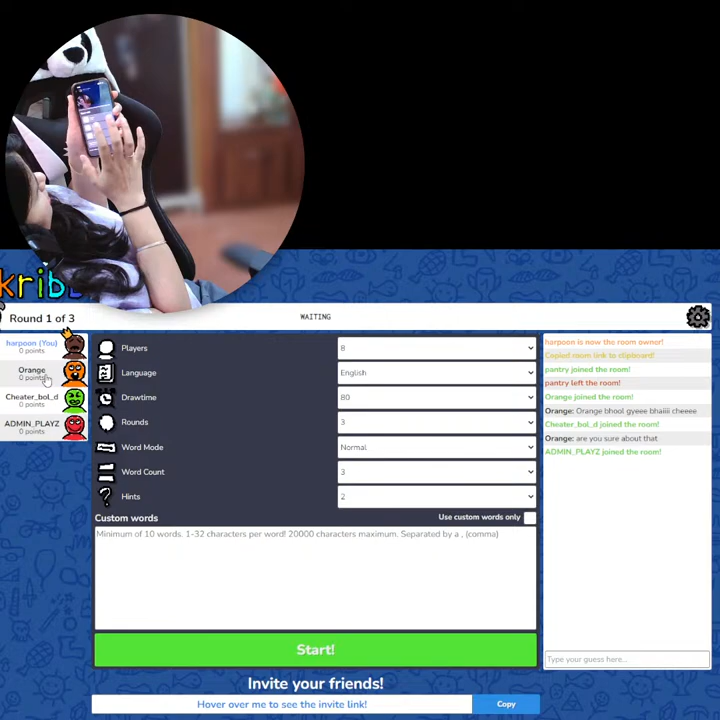 kribb
Round 1 of 3
WAITING
harpoon (You)
0 points
Orange
0 points
Cheater_bol_d
0 points
ADMIN_PLAYZ
0 points
Players
8
Language
English
Drawtime
80
Rounds
3
Word Mode
Normal
Word Count
3
Hints
2
Custom words
Use custom words only
Minimum of 10 words. 1-32 characters per word! 20000 characters maximum. Separated by a , (comma)
Start!
Invite your friends!
Hover over me to see the invite link!
Copy
harpoon is now the room owner!
Copied room link to clipboard!
pantry joined the room!
pantry left the room!
Orange joined the room!
Orange: Orange bhool gyeee bhaiiii cheeee
Cheater_bol_d joined the room!
Orange: are you sure about that
ADMIN_PLAYZ joined the room!
Type your guess here...